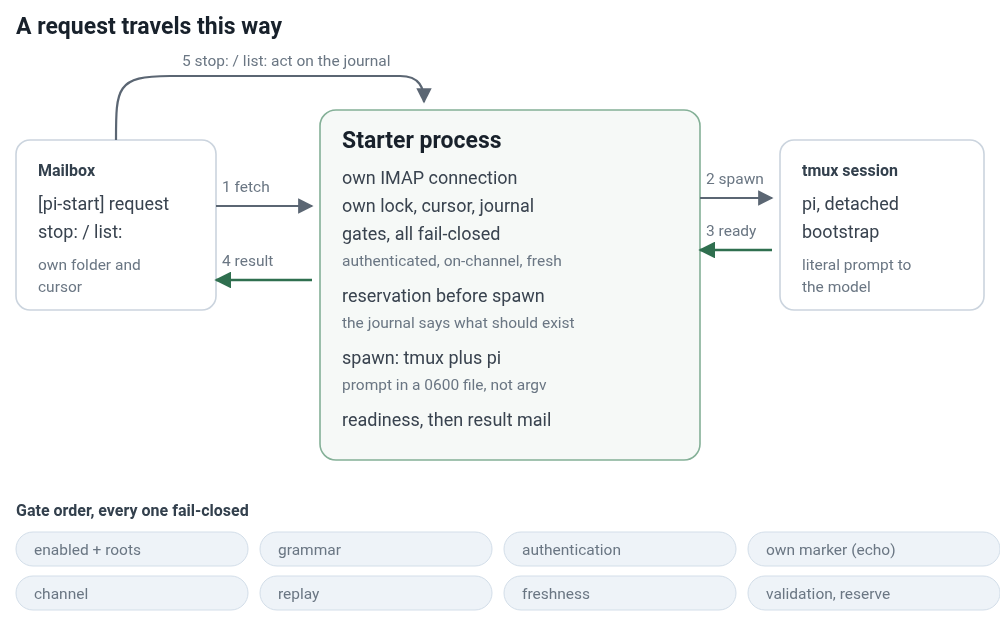 A request travels this way
5 stop: / list: act on the journal
Mailbox
[pi-start] request
stop: / list:
own folder and
cursor
1 fetch
4 result
Starter process
own IMAP connection
own lock, cursor, journal
gates, all fail-closed
authenticated, on-channel, fresh
reservation before spawn
the journal says what should exist
spawn: tmux plus pi
prompt in a 0600 file, not argv
readiness, then result mail
2 spawn
3 ready
tmux session
pi, detached
bootstrap
literal prompt to
the model
Gate order, every one fail-closed
enabled + roots
grammar
authentication
own marker (echo)
channel
replay
freshness
validation, reserve